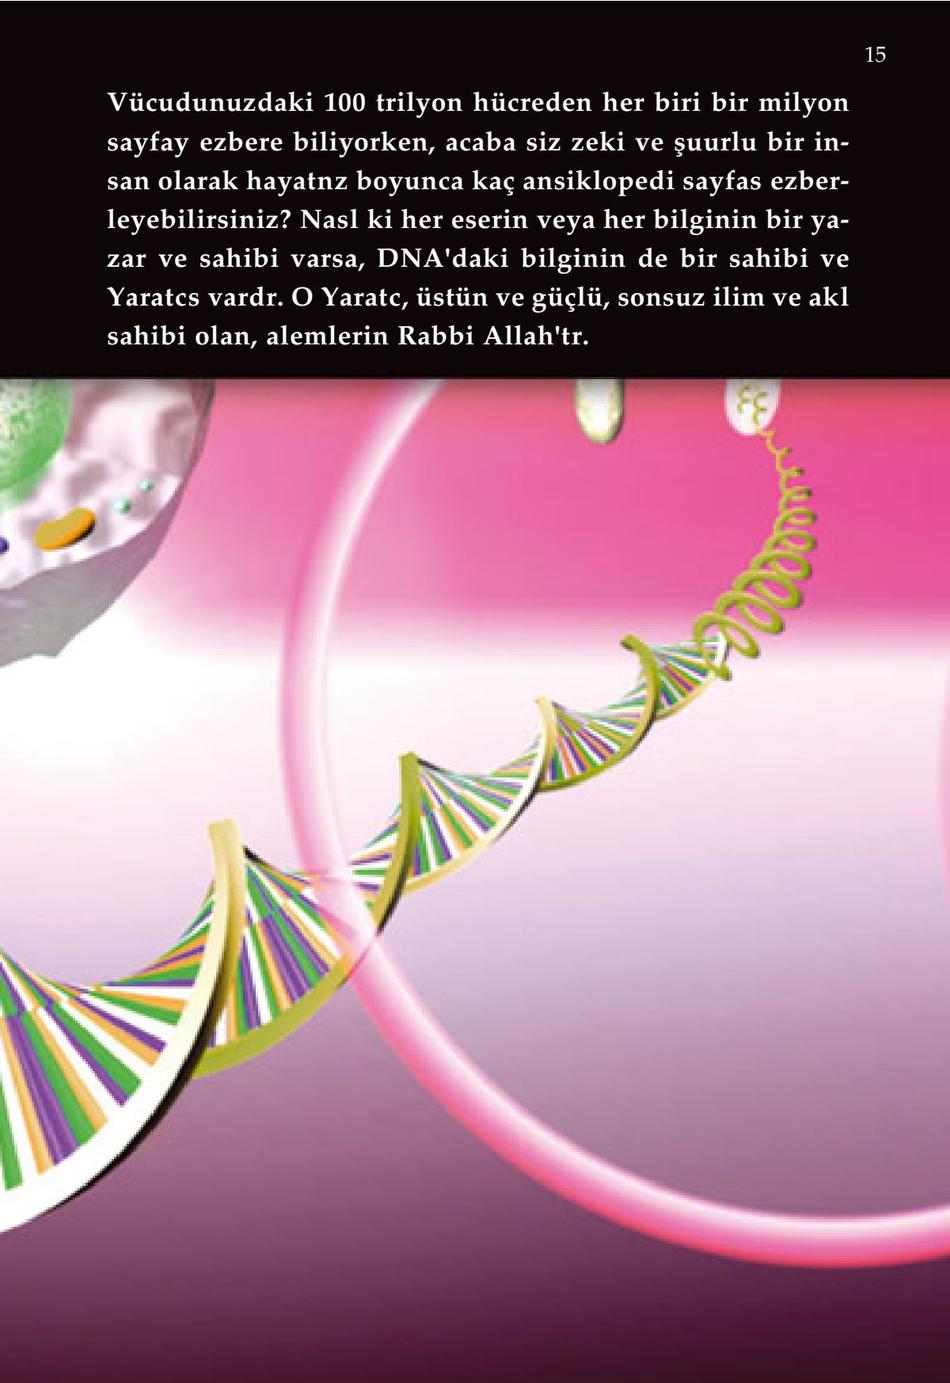 15
Vücudunuzdaki 100 trilyon hücreden her biri bir milyon
sayfay ezbere biliyorken, acaba siz zeki ve şuurlu bir in-
san olarak hayatnz boyunca kaç ansiklopedi sayfas ezber-
leyebilirsiniz? Nasl ki her eserin veya her bilginin bir ya-
zar ve sahibi varsa, DNA'daki bilginin de bir sahibi ve
Yaratcs vardr. O Yaratc, üstün ve güçlü, sonsuz ilim ve akl
sahibi olan, alemlerin Rabbi Allah'tr.